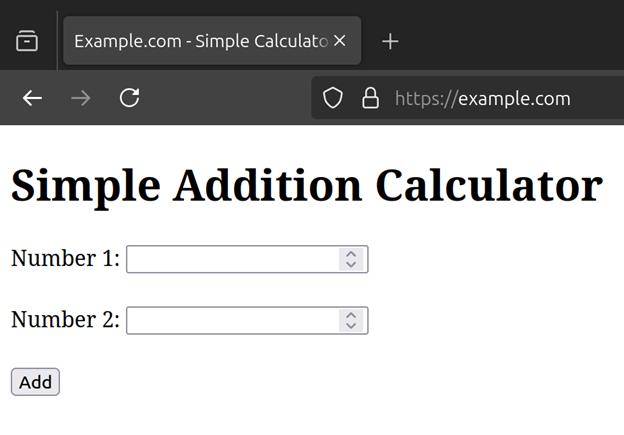 Example.com - Simple Calculato
https://example.com
Simple Addition Calculator
Number 1:
Number 2:
Add